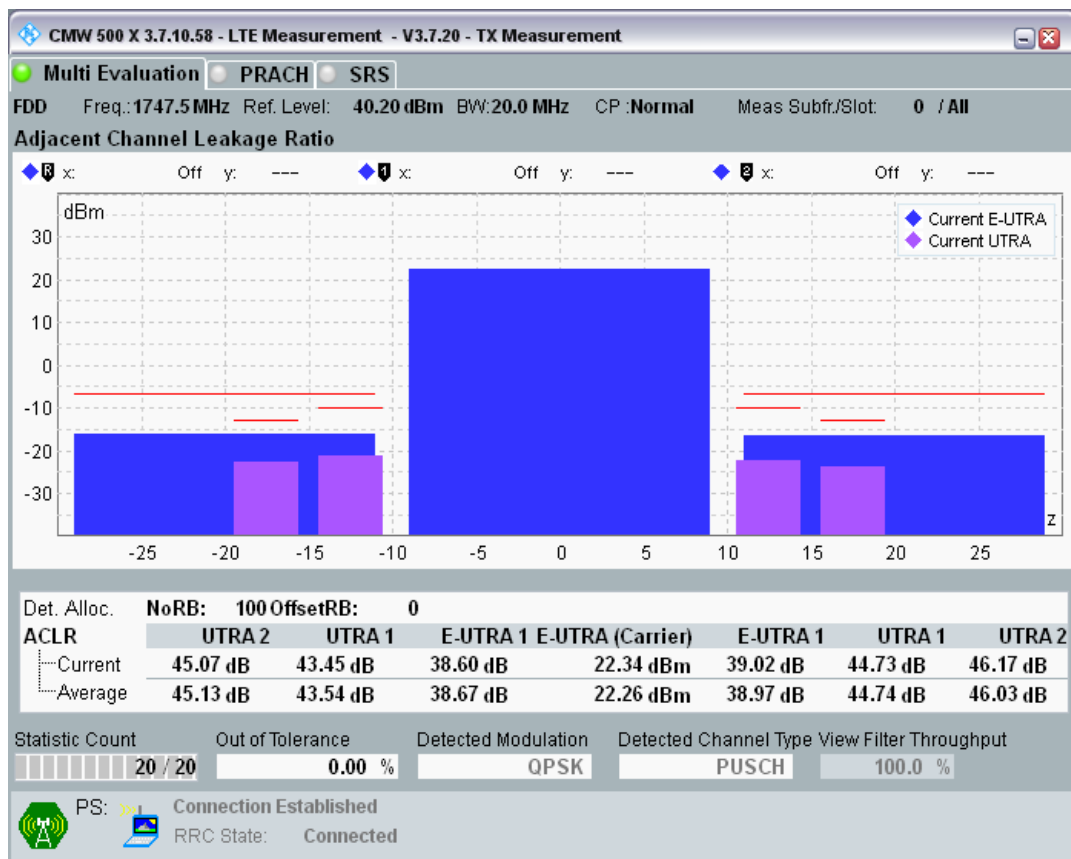 CMW 500 X 3.7.10.58 - LTE Measurement - V3.7.20 - TX Measurement
Multi Evaluation PRACH SRS
FDD Freq.:1747.5 MHz Ref. Level: 40.20 dBm BW:20.0 MHz CP :Normal Meas Subfr./Slot: 0 / All
Adjacent Channel Leakage Ratio
R x: Off y: --- 1 x: Off y: --- 2 x: Off y: ---
dBm
Current E-UTRA
Current UTRA
30
20
10
0
-10
-20
-30
z
-25 -20 -15 -10 -5 0 5 10 15 20 25
Det. Alloc. NoRB: 100 OffsetRB: 0
ACLR UTRA 2 UTRA 1 E-UTRA 1 E-UTRA (Carrier) E-UTRA 1 UTRA 1 UTRA 2
Current 45.07 dB 43.45 dB 38.60 dB 22.34 dBm 39.02 dB 44.73 dB 46.17 dB
Average 45.13 dB 43.54 dB 38.67 dB 22.26 dBm 38.97 dB 44.74 dB 46.03 dB
Statistic Count Out of Tolerance Detected Modulation Detected Channel Type View Filter Throughput
20 / 20 0.00 % QPSK PUSCH 100.0 %
PS: Connection Established
RRC State: Connected